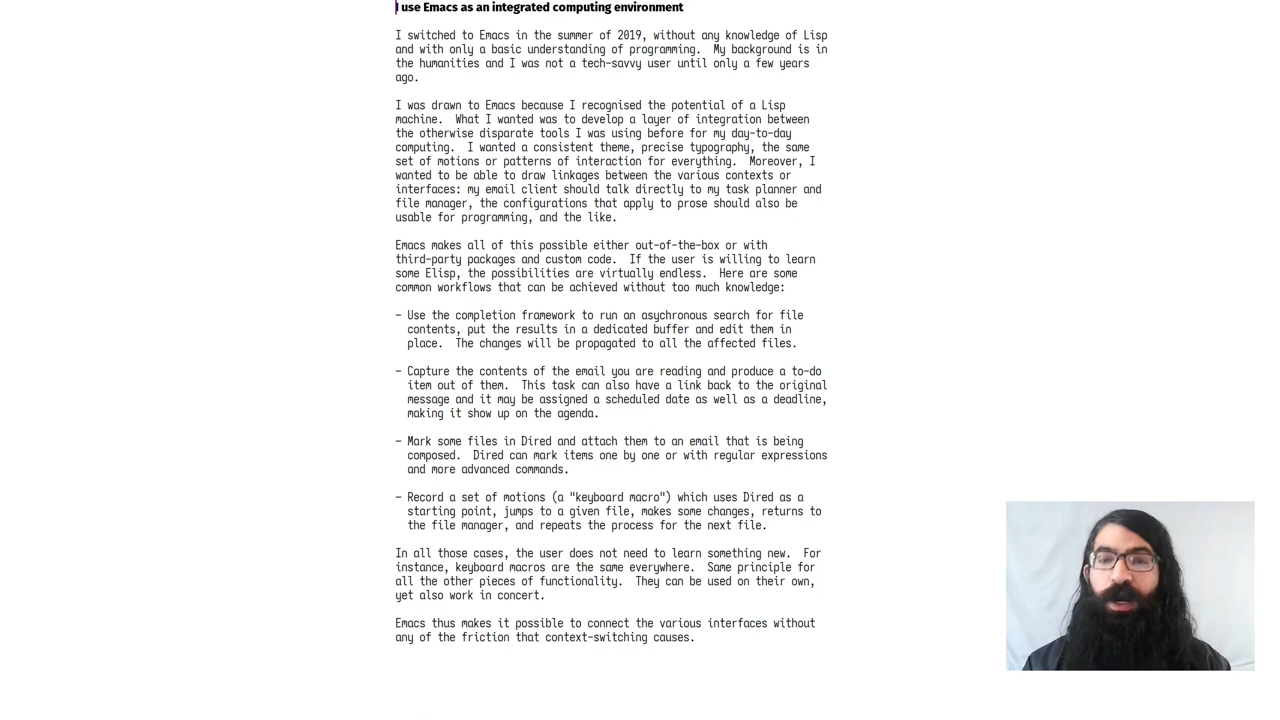 I use Emacs as an integrated computing environment
I switched to Emacs in the summer of 2019, without any knowledge of Lisp
and with only a basic understanding of programming.  My background is in
the humanities and I was not a tech-savvy user until only a few years
ago.
I was drawn to Emacs because I recognised the potential of a Lisp
machine.  What I wanted was to develop a layer of integration between
the otherwise disparate tools I was using before for my day-to-day
computing.  I wanted a consistent theme, precise typography, the same
set of motions or patterns of interaction for everything.  Moreover, I
wanted to be able to draw linkages between the various contexts or
interfaces: my email client should talk directly to my task planner and
file manager, the configurations that apply to prose should also be
usable for programming, and the like.
Emacs makes all of this possible either out-of-the-box or with
third-party packages and custom code.  If the user is willing to learn
some Elisp, the possibilities are virtually endless.  Here are some
common workflows that can be achieved without too much knowledge:
- Use the completion framework to run an asychronous search for file
contents, put the results in a dedicated buffer and edit them in
place.  The changes will be propagated to all the affected files.
- Capture the contents of the email you are reading and produce a to-do
item out of them.  This task can also have a link back to the original
message and it may be assigned a scheduled date as well as a deadline,
making it show up on the agenda.
- Mark some files in Dired and attach them to an email that is being
composed.  Dired can mark items one by one or with regular expressions
and more advanced commands.
- Record a set of motions (a "keyboard macro") which uses Dired as a
starting point, jumps to a given file, makes some changes, returns to
the file manager, and repeats the process for the next file.
In all those cases, the user does not need to learn something new.  For
instance, keyboard macros are the same everywhere.  Same principle for
all the other pieces of functionality.  They can be used on their own,
yet also work in concert.
Emacs thus makes it possible to connect the various interfaces without
any of the friction that context-switching causes.